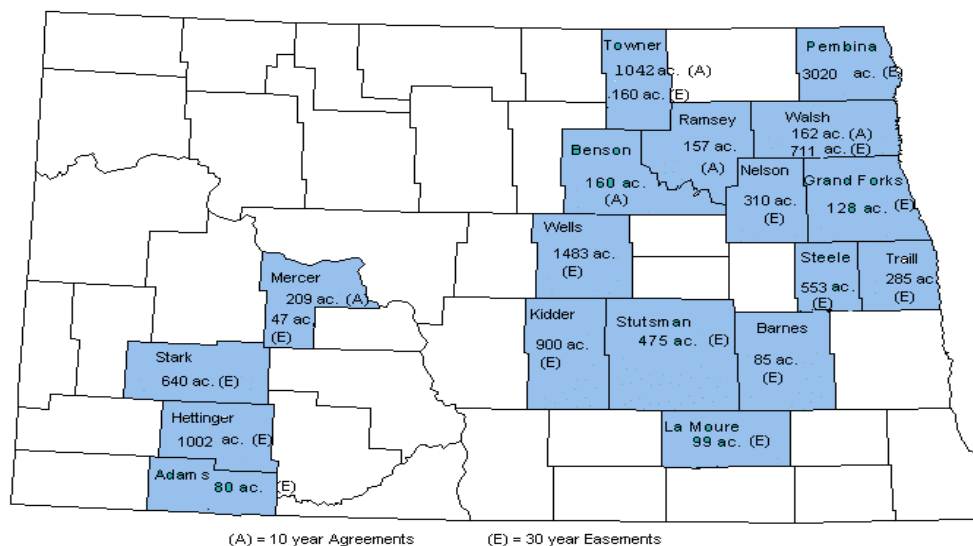 Towner
1042 ac. (A)
160 ac. (E)
Pembina
3020 ac. (E)
Ramsey
157 ac.
(A)
Walsh
162 ac. (A)
711 ac. (E)
Benson
160 ac.
(A)
Nelson
310 ac.
(E)
Grand Forks
128 ac. (E)
Wells
1483 ac.
(E)
Steele
553 ac.
(E)
Traill
285 ac.
(E)
Mercer
209 ac. (A)
47 ac.
(E)
Kidder
900 ac.
(E)
Stutsman
475 ac. (E)
Barnes
85 ac.
(E)
Stark
640 ac. (E)
Hettinger
1002 ac. (E)
La Moure
99 ac. (E)
Adams
80 ac. (E)
(A) = 10 year Agreements (E) = 30 year Easements